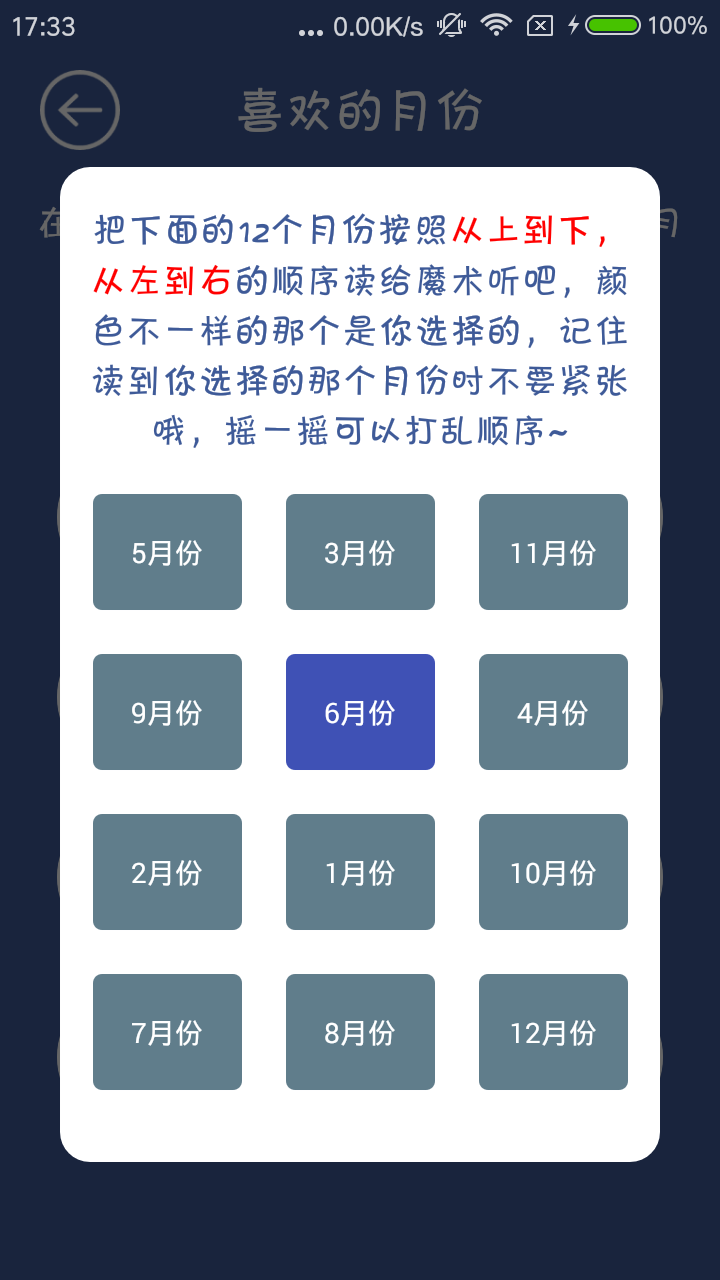 17:33 ... 0.00K/s 100%
喜欢的月份
在 月
把下面的12个月份按照从上到下，
从左到右的顺序读给魔术听吧，颜
色不一样的那个是你选择的，记住
读到你选择的那个月份时不要紧张
哦，摇一摇可以打乱顺序~
5月份 3月份 11月份
9月份 6月份 4月份
2月份 1月份 10月份
7月份 8月份 12月份